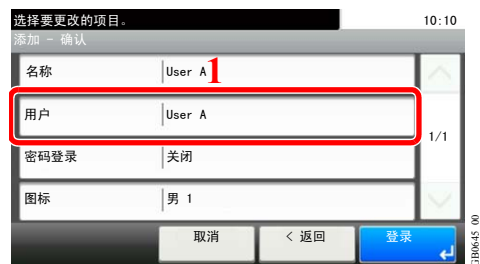 选择要更改的项目。
10:10
添加 - 确认
名称 User A 1
用户 User A
1/1
密码登录 关闭
图标 男 1
取消 < 返回 登录
GB0645_00